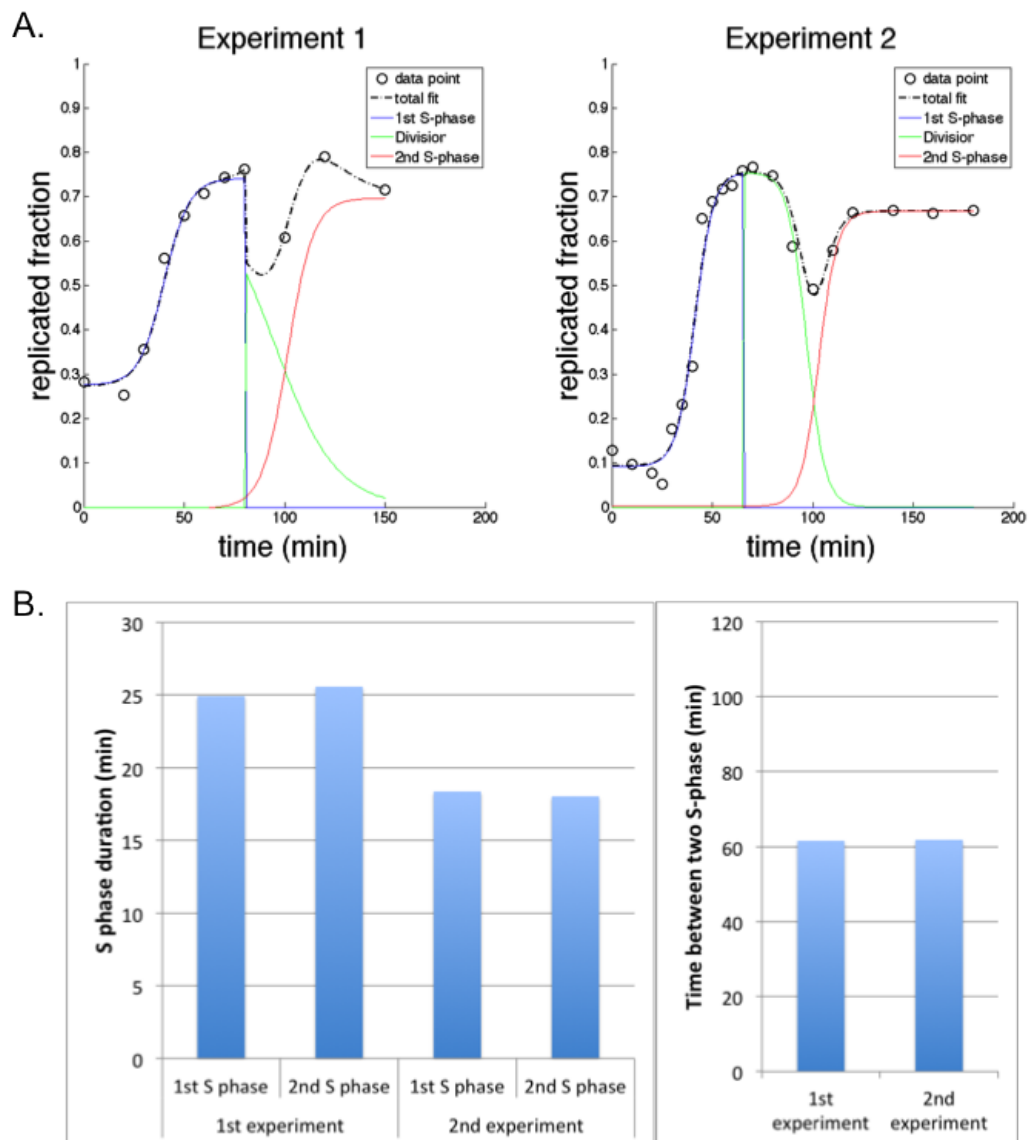 A.
Experiment 1
1
0.9
0.8
0.7
0.6
0.5
0.4
0.3
0.2
0.1
0
replicated fraction
data point
total fit
1st S-phase
Divisior
2nd S-phase
0 50 100 150 200
time (min)
Experiment 2
1
0.9
0.8
0.7
0.6
0.5
0.4
0.3
0.2
0.1
0
replicated fraction
data point
total fit
1st S-phase
Divisior
2nd S-phase
0 50 100 150 200
time (min)
B.
S phase duration (min)
30
25
20
15
10
5
0
1st S phase 2nd S phase 1st S phase 2nd S phase
1st experiment 2nd experiment
Time between two S-phase (min)
120
100
80
60
40
20
0
1st 2nd
experiment experiment